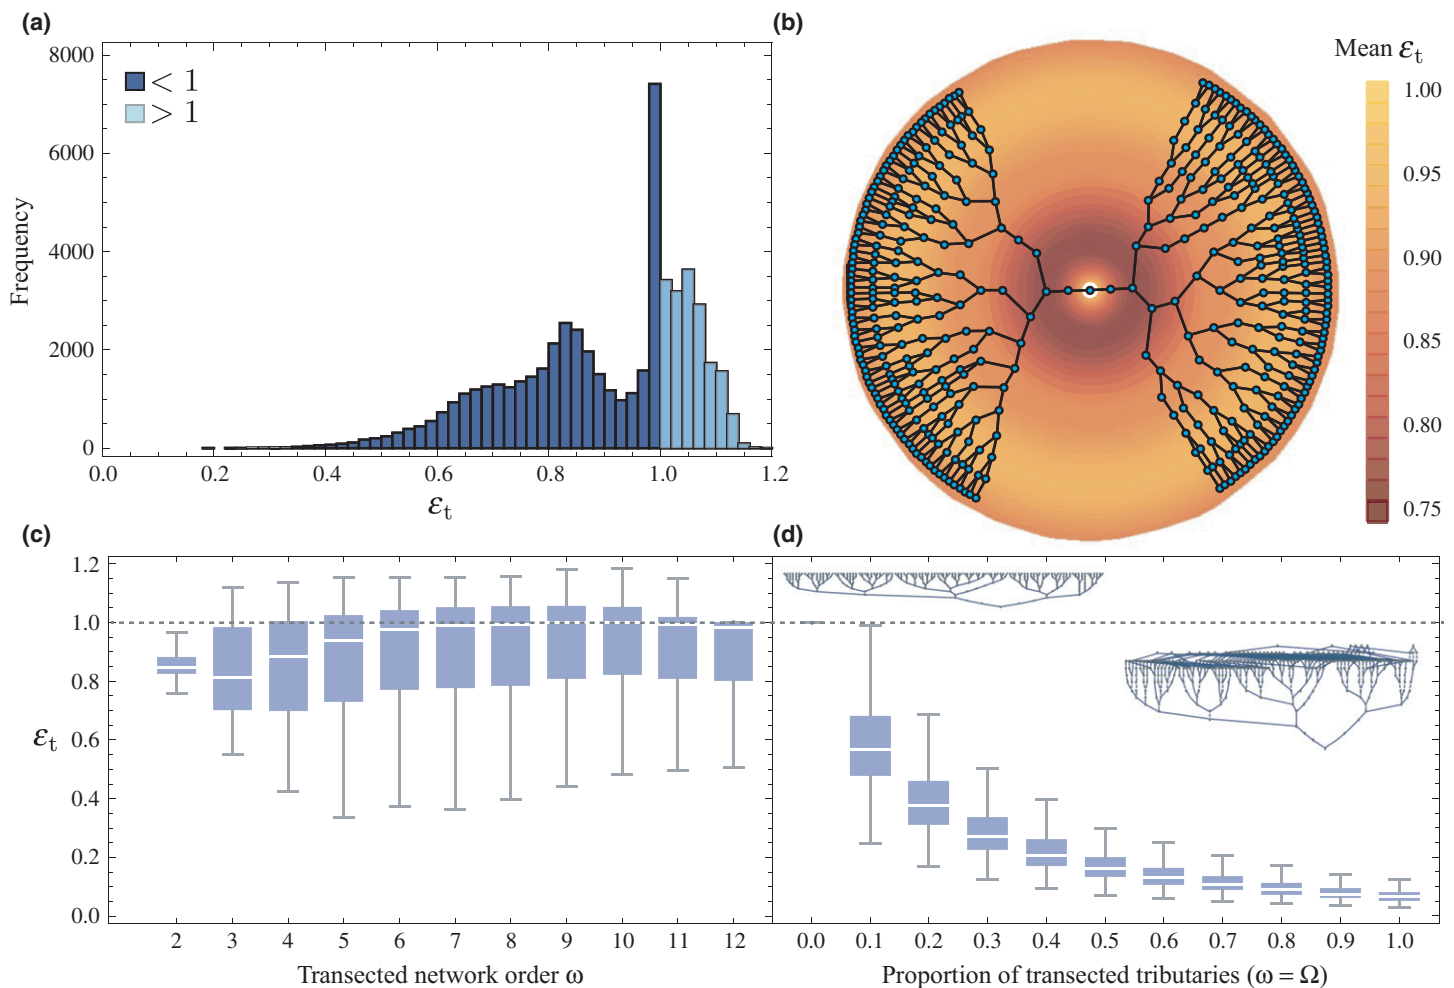 (a)
8000
6000
4000
2000
0
Frequency
< 1
> 1
0.0 0.2 0.4 0.6 0.8 1.0 1.2
εt
(b)
Mean εt
1.00
0.95
0.90
0.85
0.80
0.75
(c)
1.2
1.0
0.8
0.6
0.4
0.2
0.0
εt
2 3 4 5 6 7 8 9 10 11 12
Transected network order ω
(d)
0.0 0.1 0.2 0.3 0.4 0.5 0.6 0.7 0.8 0.9 1.0
Proportion of transected tributaries (ω = Ω)